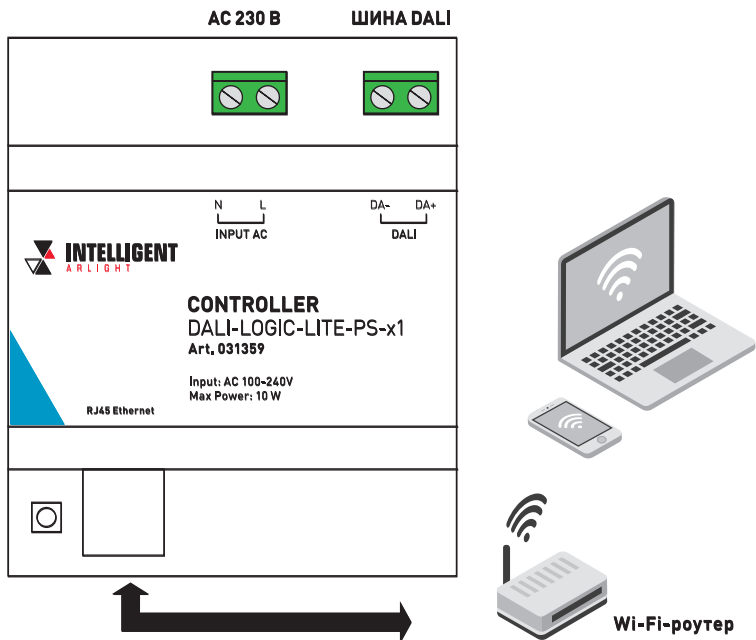 AC 230 В
ШИНА DALI
N L
INPUT AC
DA- DA+
DALI
INTELLIGENT
ARLIGHT
CONTROLLER
DALI-LOGIC-LITE-PS-x1
Art. 031359
Input: AC 100-240V
Max Power: 10 W
RJ45 Ethernet
Wi-Fi-роутер